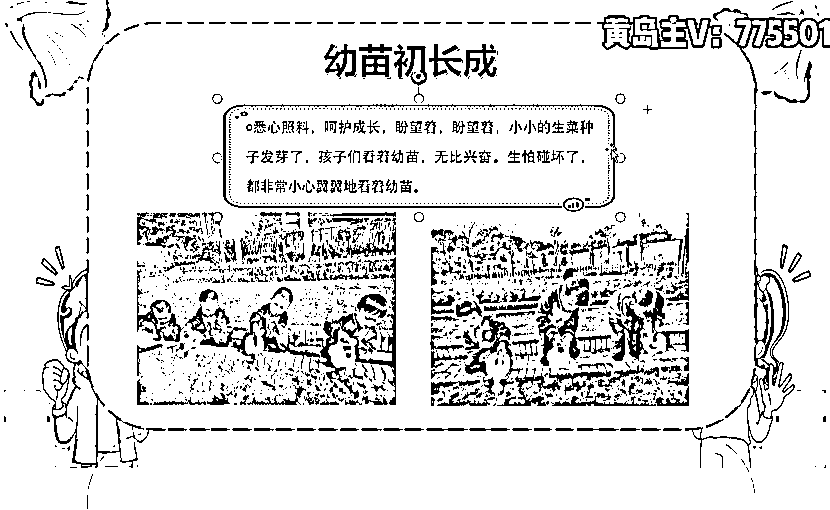 黄岛主V：775501
幼苗初长成
悉心照料，呵护成长，盼望着，盼望着，小小的生菜种
子发芽了，孩子们看着幼苗，无比兴奋。生怕碰坏了，
都非常小心翼翼地看着幼苗。